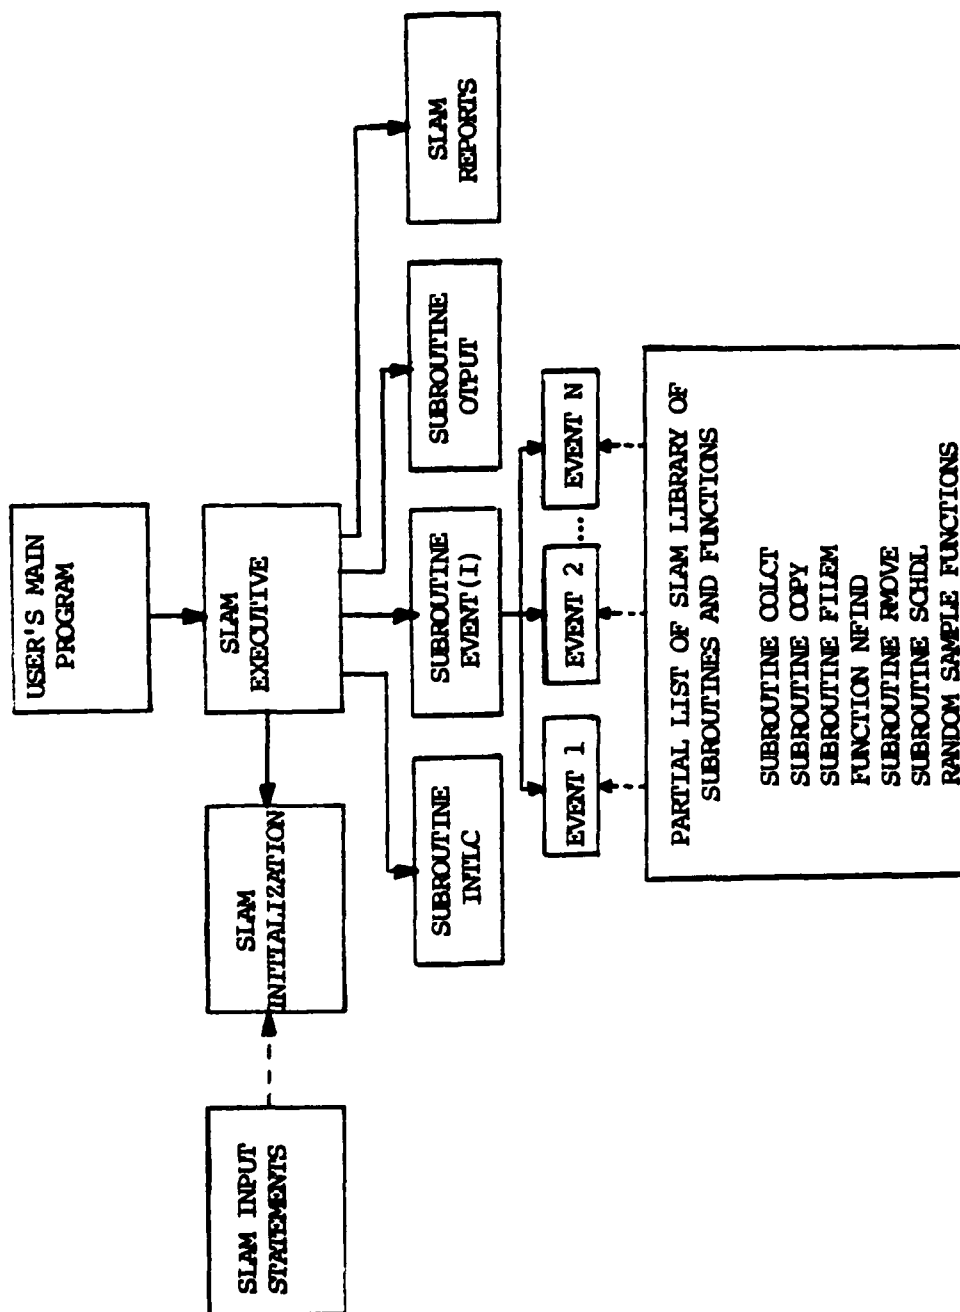 USER'S MAIN
PROGRAM
SLAM INPUT
STATEMENTS
SLAM
INITIALIZATION
SLAM
EXECUTIVE
SUBROUTINE
INTLC
SUBROUTINE
EVENT(I)
SUBROUTINE
OTPUT
SLAM
REPORTS
EVENT 1
EVENT 2
...
EVENT N
PARTIAL LIST OF SLAM LIBRARY OF
SUBROUTINES AND FUNCTIONS
SUBROUTINE COLCT
SUBROUTINE COPY
SUBROUTINE FILEM
FUNCTION NFIND
SUBROUTINE RMOVE
SUBROUTINE SCHDL
RANDOM SAMPLE FUNCTIONS